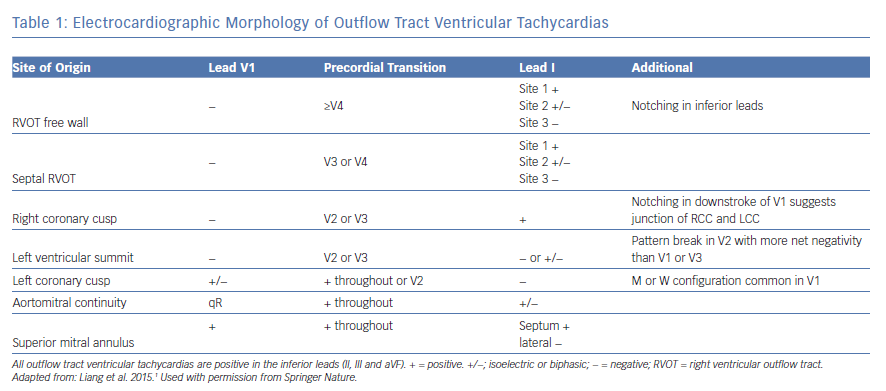 Table 1: Electrocardiographic Morphology of Outflow Tract Ventricular Tachycardias
Site of Origin Lead V1 Precordial Transition Lead I Additional
RVOT free wall – ≥V4 Site 1 + Notching in inferior leads
Site 2 +/–
Site 3 –
Septal RVOT – V3 or V4 Site 1 +
Site 2 +/–
Site 3 –
Right coronary cusp – V2 or V3 + Notching in downstroke of V1 suggests
junction of RCC and LCC
Left ventricular summit – V2 or V3 – or +/– Pattern break in V2 with more net negativity
than V1 or V3
Left coronary cusp +/– + throughout or V2 – M or W configuration common in V1
Aortomitral continuity qR + throughout +/–
Superior mitral annulus + + throughout Septum +
lateral –
All outflow tract ventricular tachycardias are positive in the inferior leads (II, III and aVF). + = positive. +/–; isoelectric or biphasic; – = negative; RVOT = right ventricular outflow tract.
Adapted from: Liang et al. 2015.¹ Used with permission from Springer Nature.